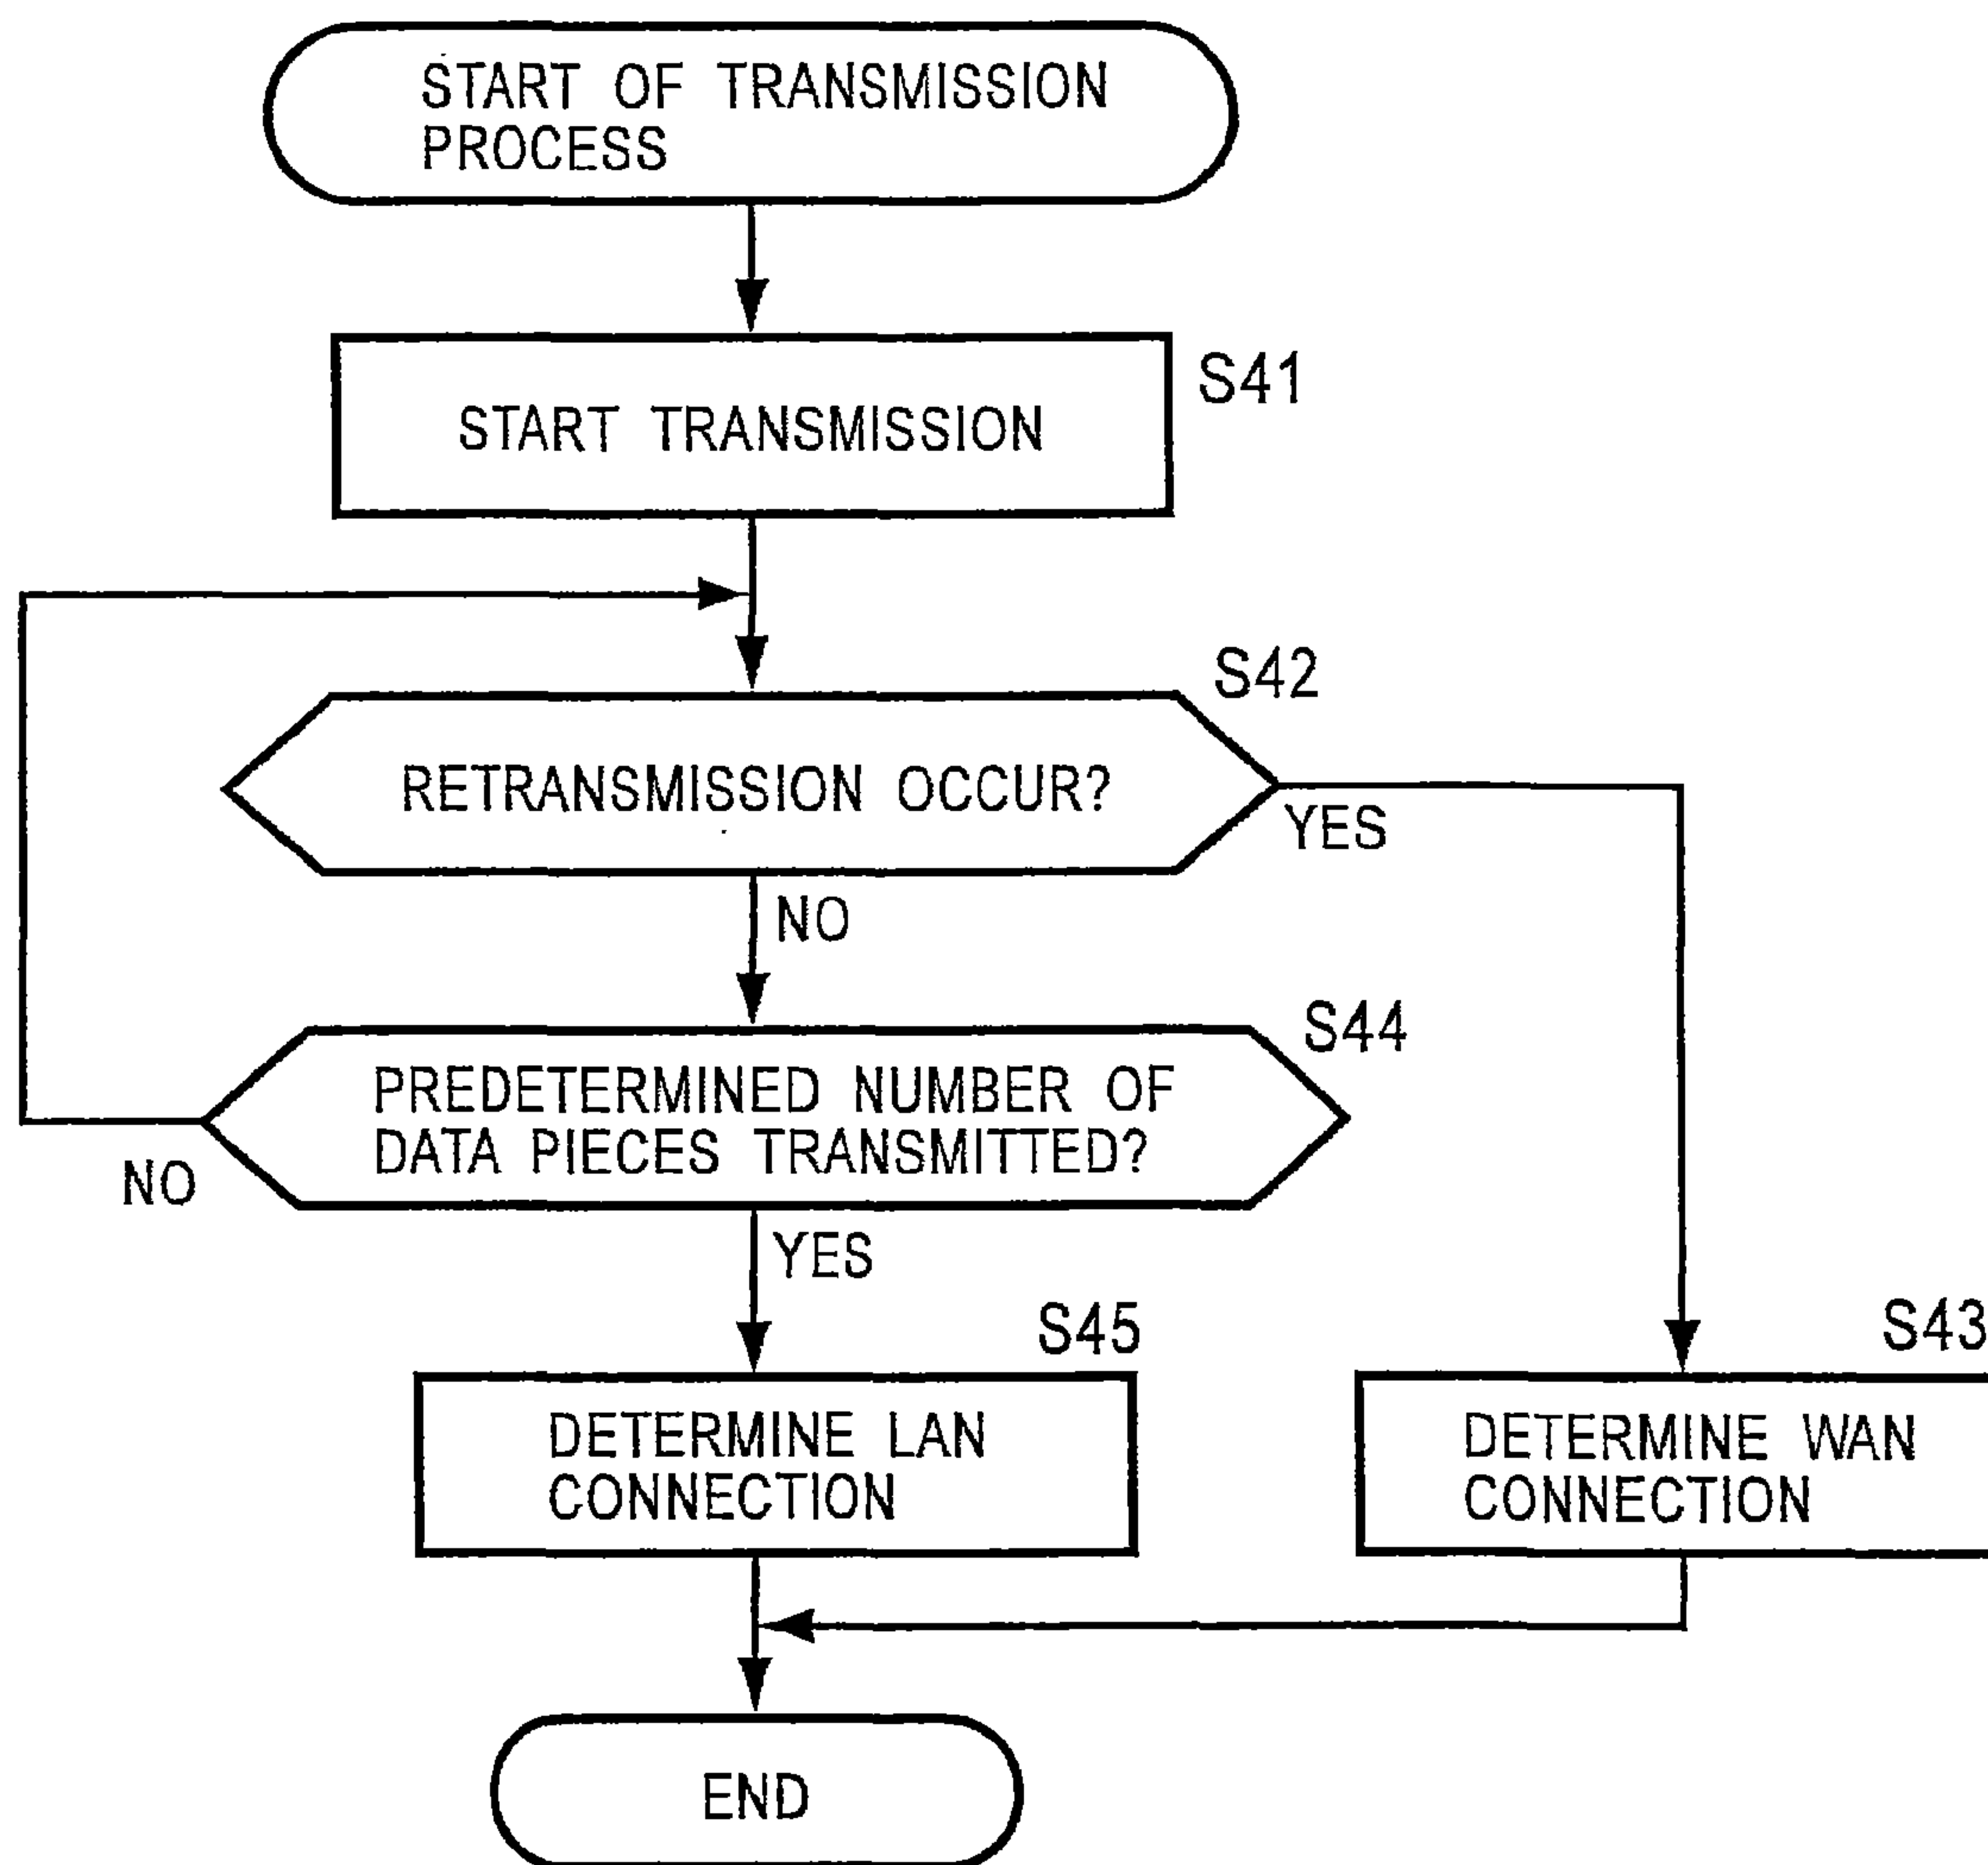 START OF TRANSMISSION
PROCESS
S41
START TRANSMISSION
S42
RETRANSMISSION OCCUR?
YES
NO
S44
PREDETERMINED NUMBER OF
DATA PIECES TRANSMITTED?
NO
YES
S45
S43
DETERMINE LAN
CONNECTION
DETERMINE WAN
CONNECTION
END